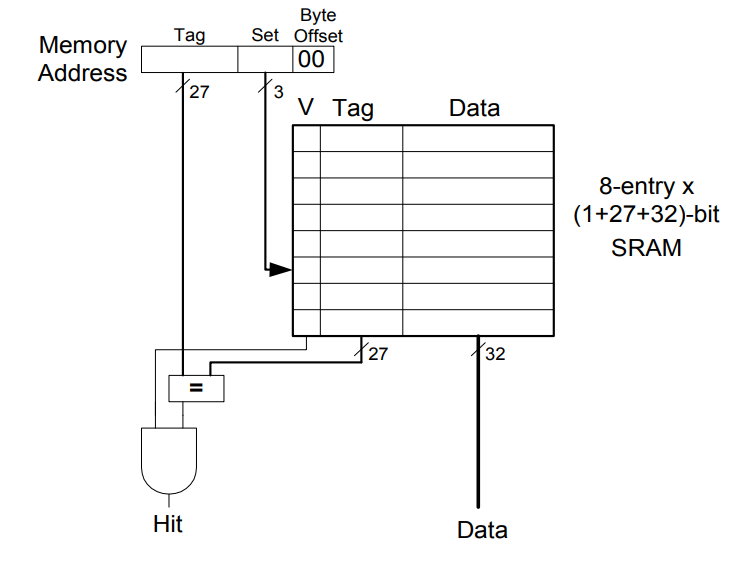 Byte
Tag Set Offset
Memory
Address
00
27
3
V Tag Data
8-entry x
(1+27+32)-bit
SRAM
27
32
=
Hit
Data